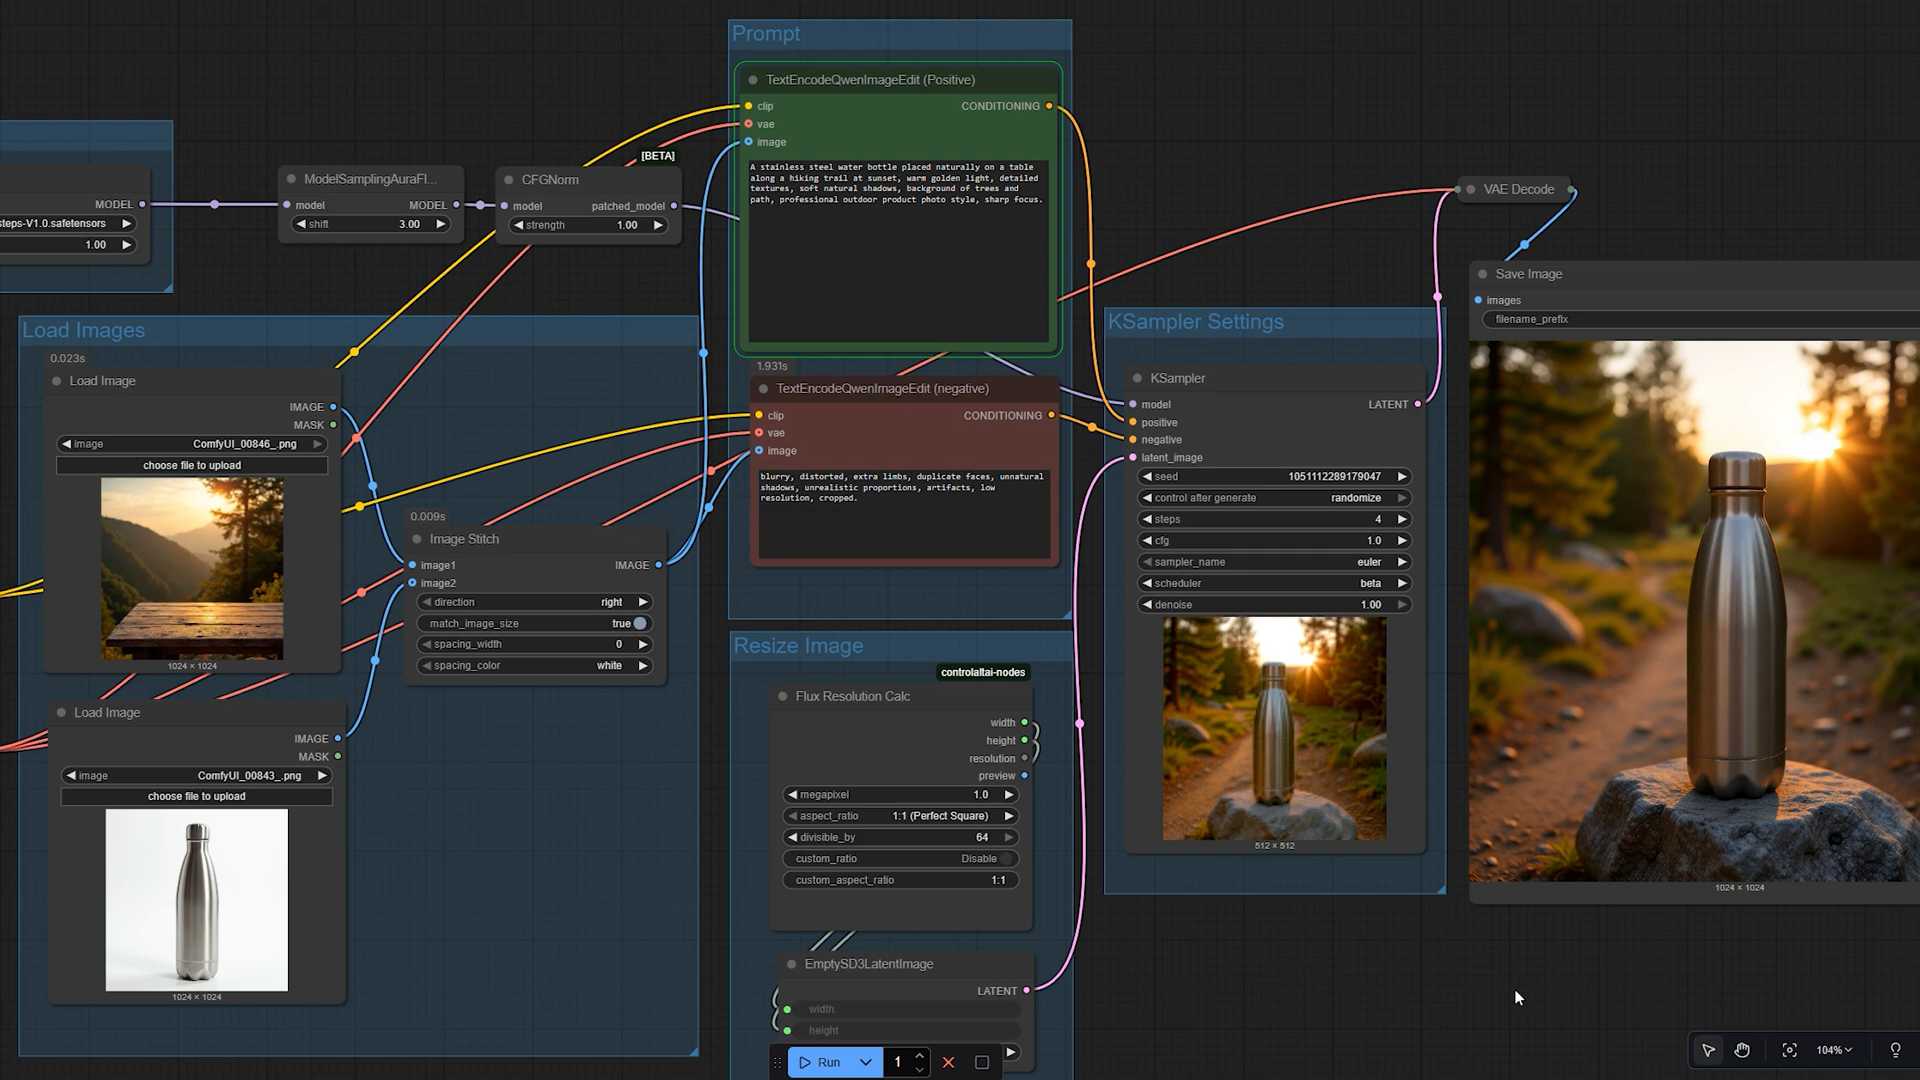 MODEL
steps-V1.0.safetensors
1.00
ModelSamplingAuraFl...
model
MODEL
shift
3.00
[BETA]
CFGNorm
model
patched_model
strength
1.00
Load Images
0.023s
Load Image
IMAGE
MASK
image
ComfyUI_00846_.png
choose file to upload
1024 × 1024
Load Image
IMAGE
MASK
image
ComfyUI_00843_.png
choose file to upload
1024 × 1024
0.009s
Image Stitch
image1
IMAGE
image2
direction
right
match_image_size
true
spacing_width
0
spacing_color
white
Prompt
TextEncodeQwenImageEdit (Positive)
clip
CONDITIONING
vae
image
A stainless steel water bottle placed naturally on a table
along a hiking trail at sunset, warm golden light, detailed
textures, soft natural shadows, background of trees and
path, professional outdoor product photo style, sharp focus.
1.931s
TextEncodeQwenImageEdit (negative)
clip
CONDITIONING
vae
image
blurry, distorted, extra limbs, duplicate faces, unnatural
shadows, unrealistic proportions, artifacts, low
resolution, cropped.
Resize Image
controlaltai-nodes
Flux Resolution Calc
width
height
resolution
preview
megapixel
1.0
aspect_ratio
1:1 (Perfect Square)
divisible_by
64
custom_ratio
Disable
custom_aspect_ratio
1:1
EmptySD3LatentImage
LATENT
width
height
Run
1
KSampler Settings
KSampler
model
LATENT
positive
negative
latent_image
seed
1051112289179047
control after generate
randomize
steps
4
cfg
1.0
sampler_name
euler
scheduler
beta
denoise
1.00
512 × 512
VAE Decode
Save Image
images
filename_prefix
1024 × 1024
104%